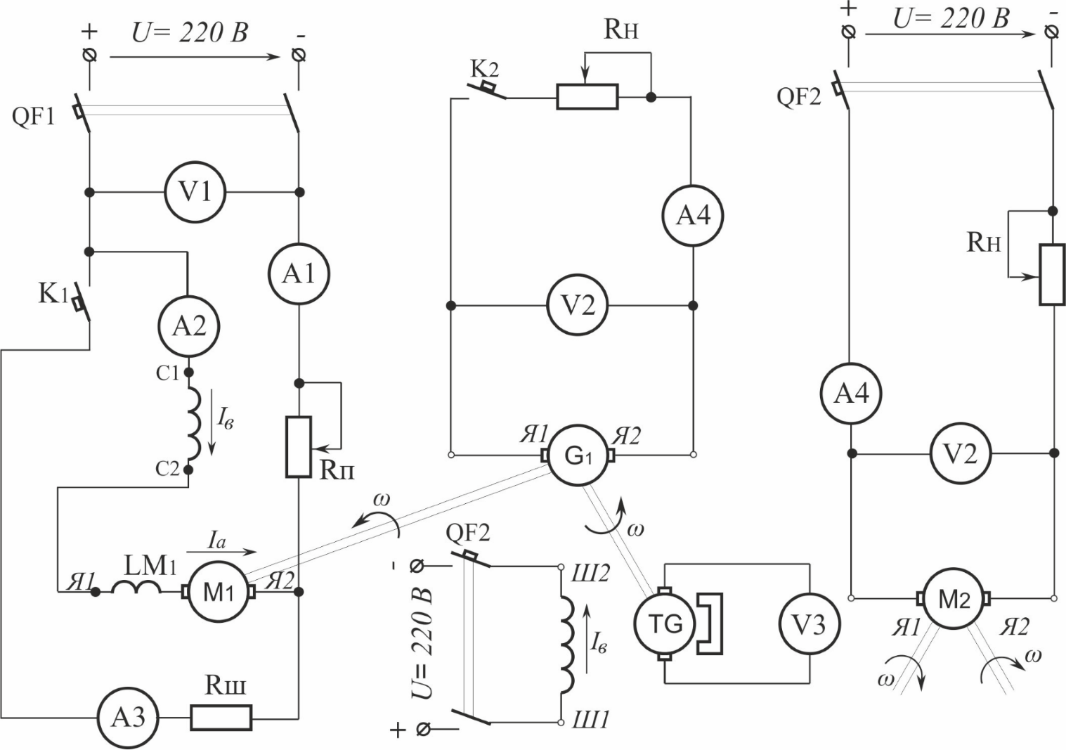 + U= 220 В -
QF1
V1
A1
K1
A2
C1
Iв
C2
Rп
Ia
LM1
Я1
M1
Я2
Rш
A3
K2
Rн
A4
V2
Я1
Я2
G1
ω
ω
QF2
-
U= 220 В
+
Ш2
Iв
Ш1
TG
V3
+ U= 220 В -
QF2
Rн
A4
V2
M2
Я1
Я2
ω
ω